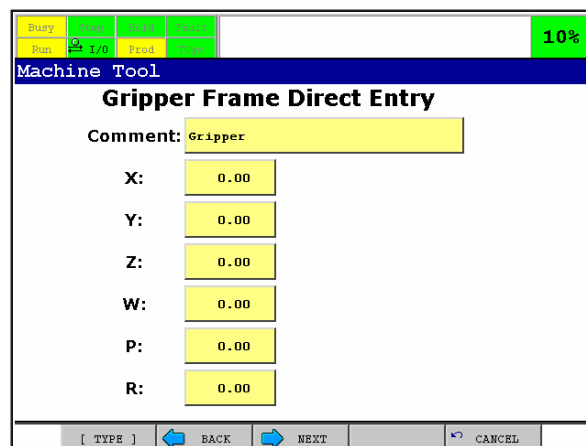 Busy Step Hold Fault
10%
Run I/O Prod TCyc
Machine Tool
Gripper Frame Direct Entry
Comment: Gripper
X: 0.00
Y: 0.00
Z: 0.00
W: 0.00
P: 0.00
R: 0.00
[ TYPE ] BACK NEXT CANCEL